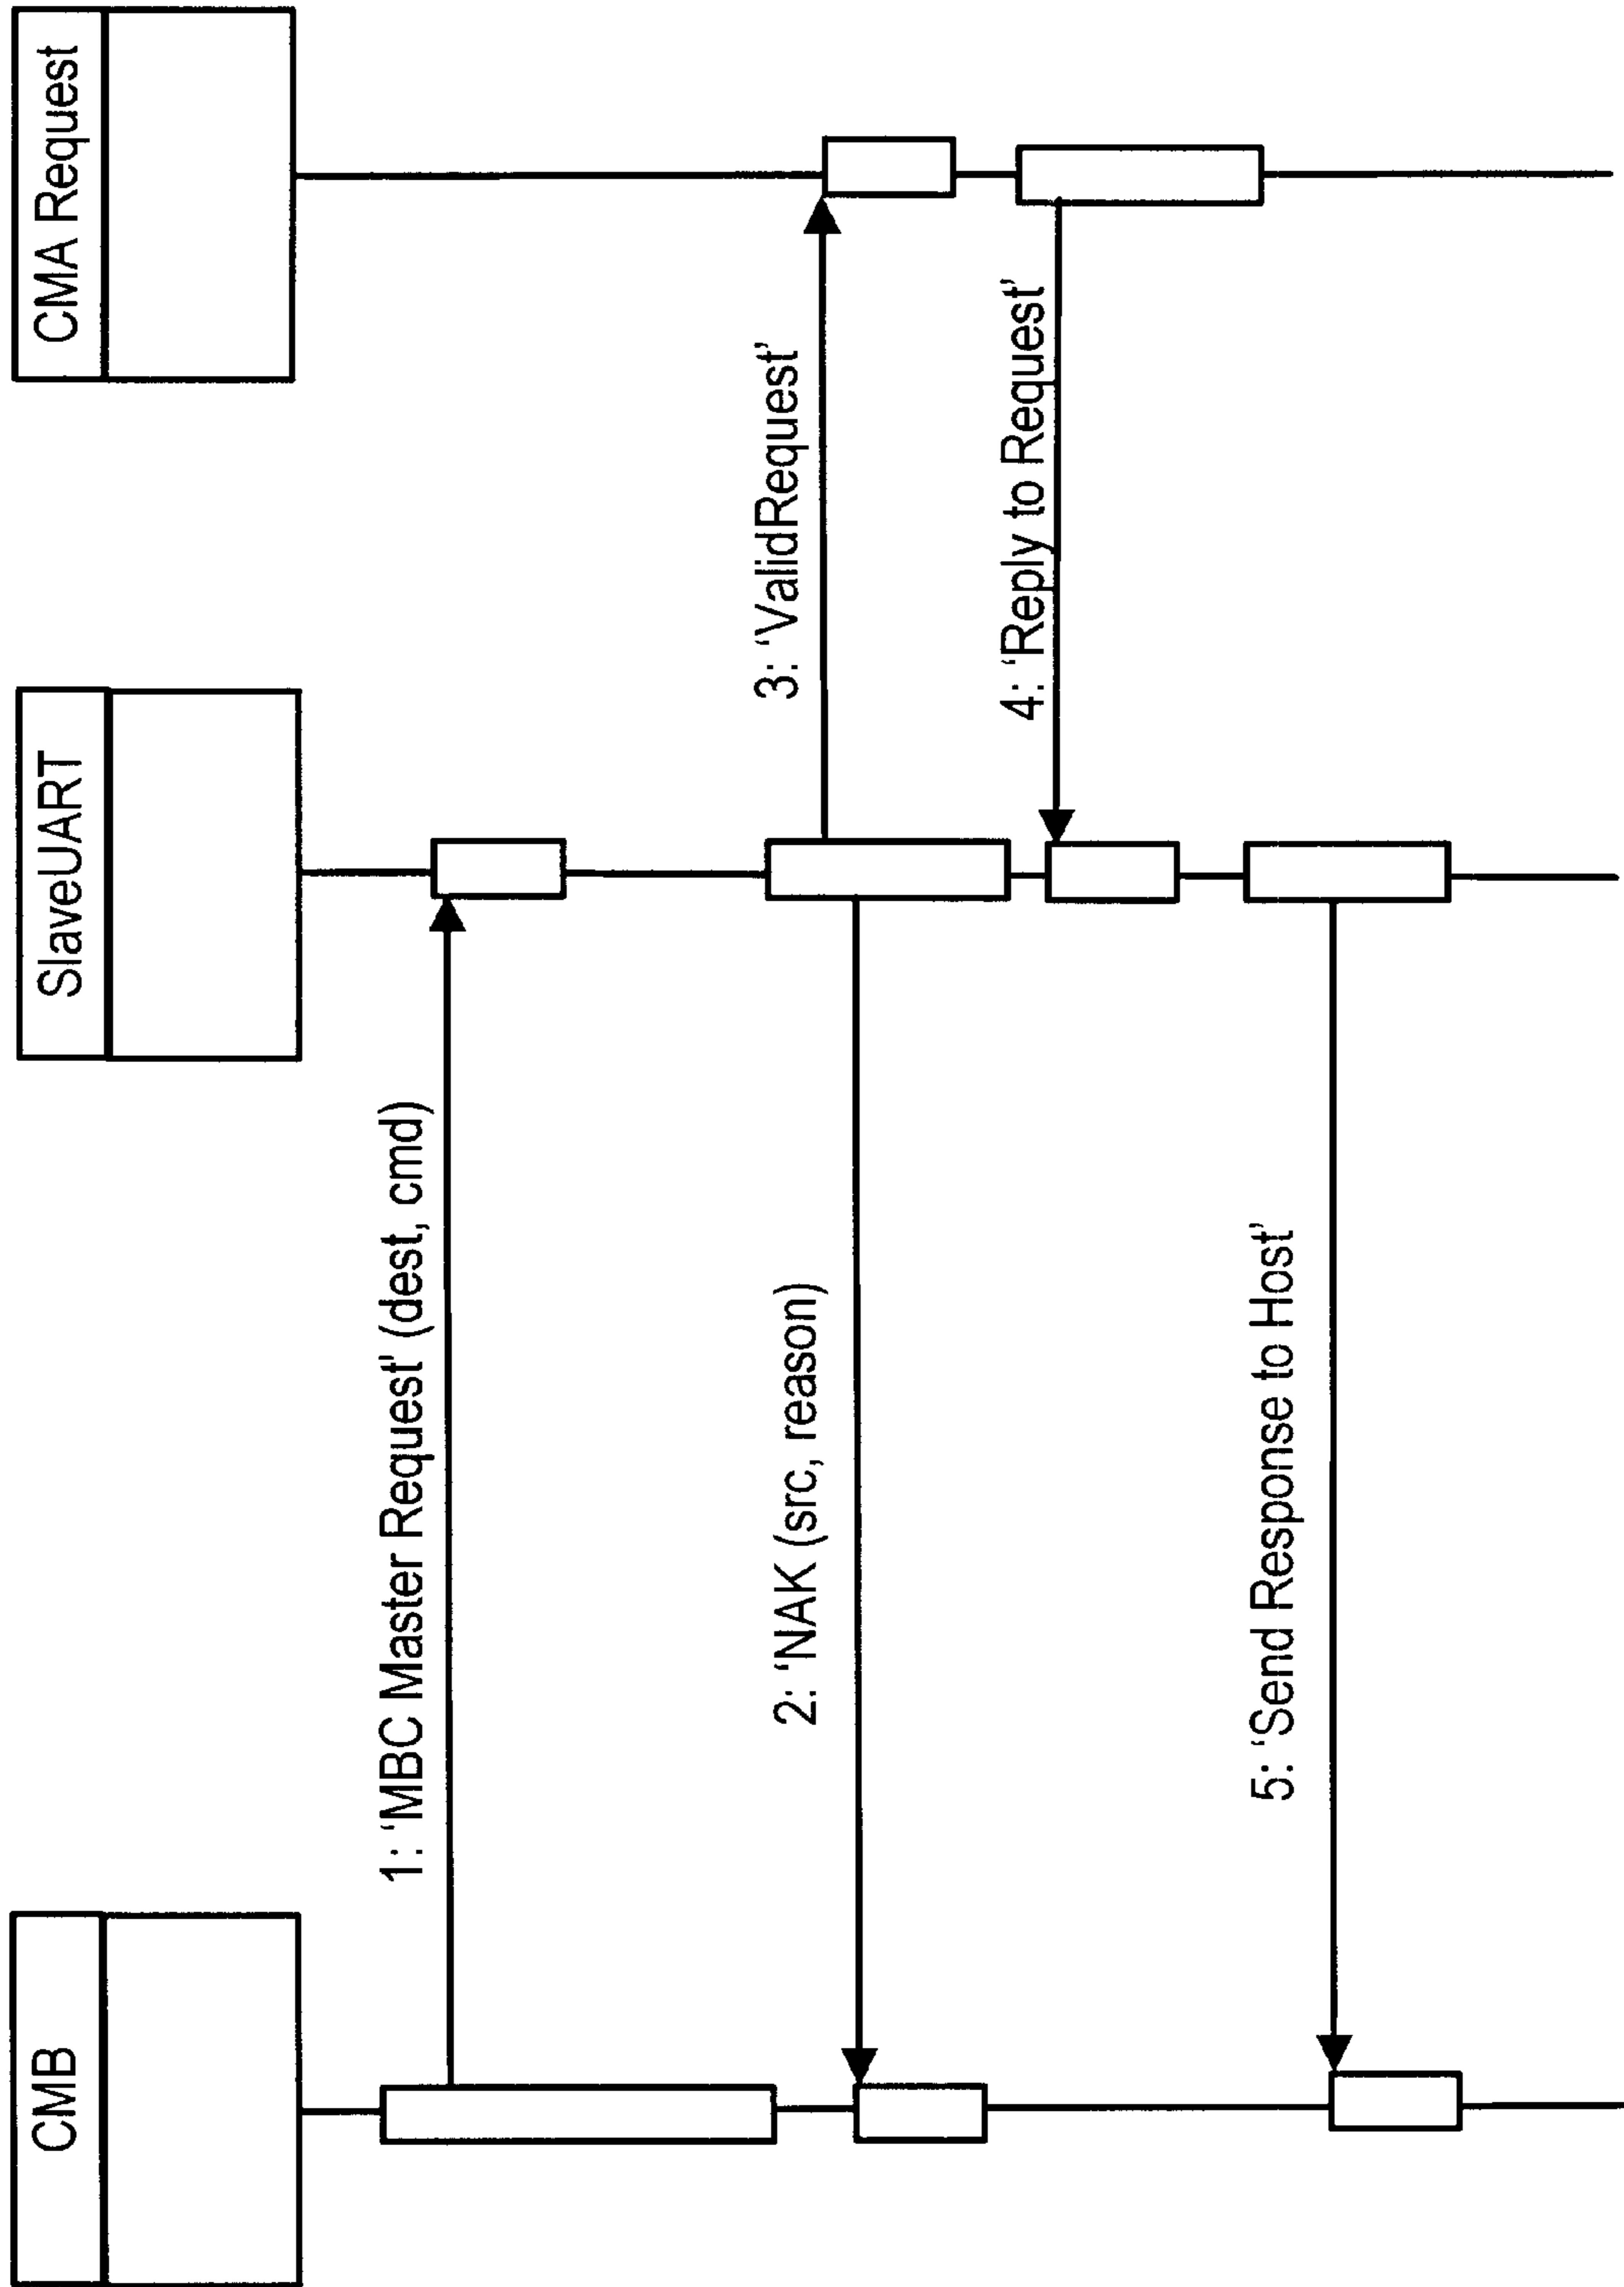 CMB
SlaveUART
CMA Request
1: ‘MBC Master Request' (dest, cmd)
2: ‘NAK (src, reason)
3: ‘ValidRequest’
4: ‘Reply to Request’
5: ‘Send Response to Host’